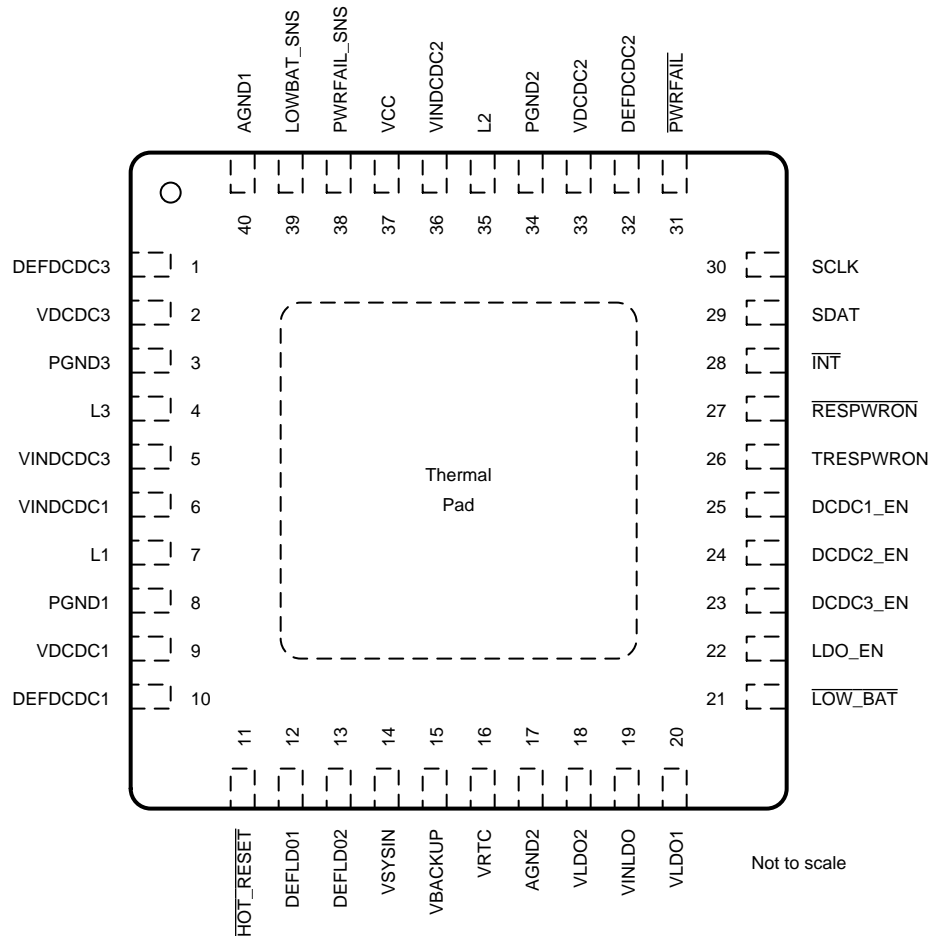 AGND1
LOWBAT_SNS
PWRFAIL_SNS
VCC
VINDCDC2
L2
PGND2
VDCDC2
DEFDCDC2
PWRFAIL
40
39
38
37
36
35
34
33
32
31
DEFDCDC3 1
VDCDC3 2
PGND3 3
L3 4
VINDCDC3 5
VINDCDC1 6
L1 7
PGND1 8
VDCDC1 9
DEFDCDC1 10
Thermal
Pad
30 SCLK
29 SDAT
28 INT
27 RESPWRON
26 TRESPWRON
25 DCDC1_EN
24 DCDC2_EN
23 DCDC3_EN
22 LDO_EN
21 LOW_BAT
11
12
13
14
15
16
17
18
19
20
HOT_RESET
DEFLD01
DEFLD02
VSYSIN
VBACKUP
VRTC
AGND2
VLDO2
VINLDO
VLDO1
Not to scale